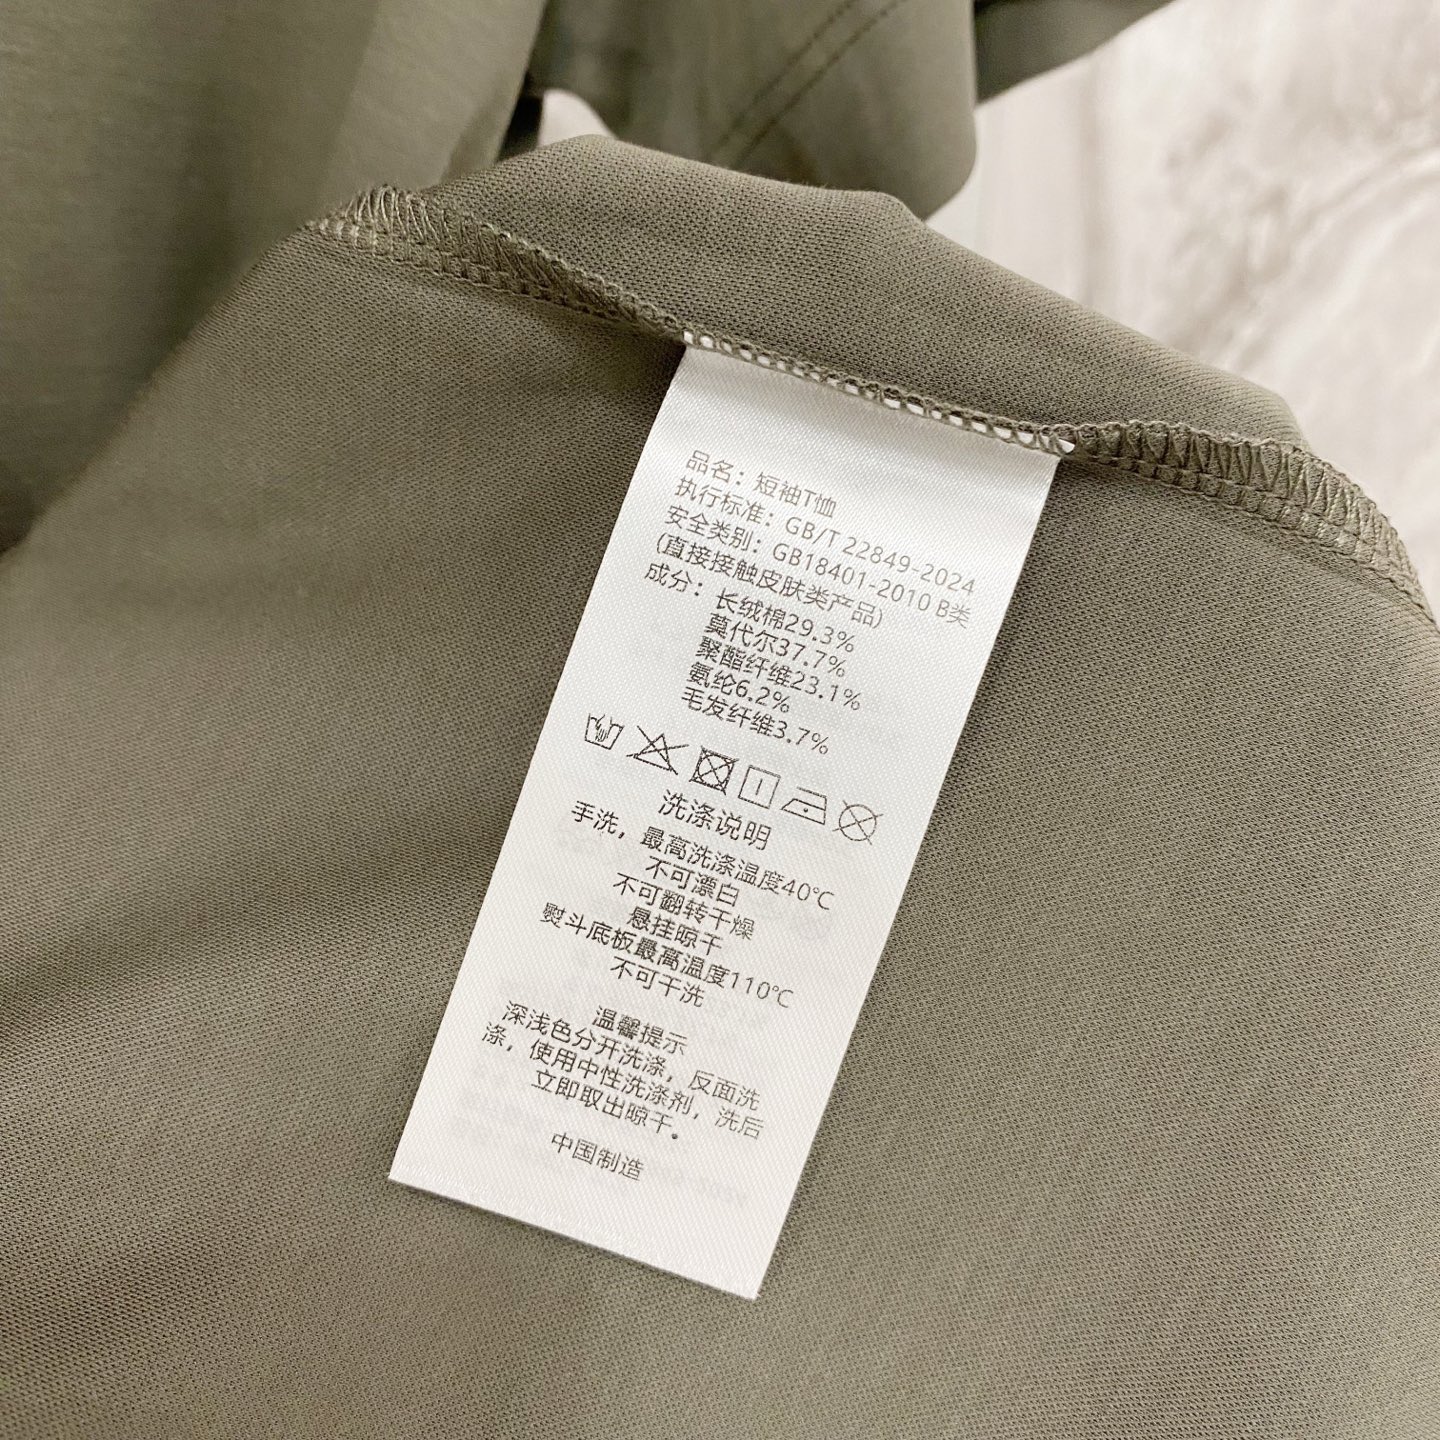 品名：短袖T恤
执行标准：GB/T 22849-2024
安全类别：GB18401-2010 B类
(直接接触皮肤类产品)
成分：长绒棉29.3%
莫代尔37.7%
聚酯纤维23.1%
氨纶6.2%
毛发纤维3.7%
洗涤说明
手洗，最高洗涤温度40℃
不可漂白
不可翻转干燥
悬挂晾干
熨斗底板最高温度110℃
不可干洗
温馨提示
深浅色分开洗涤，反面洗
涤，使用中性洗涤剂，洗后
立即取出晾干。
中国制造